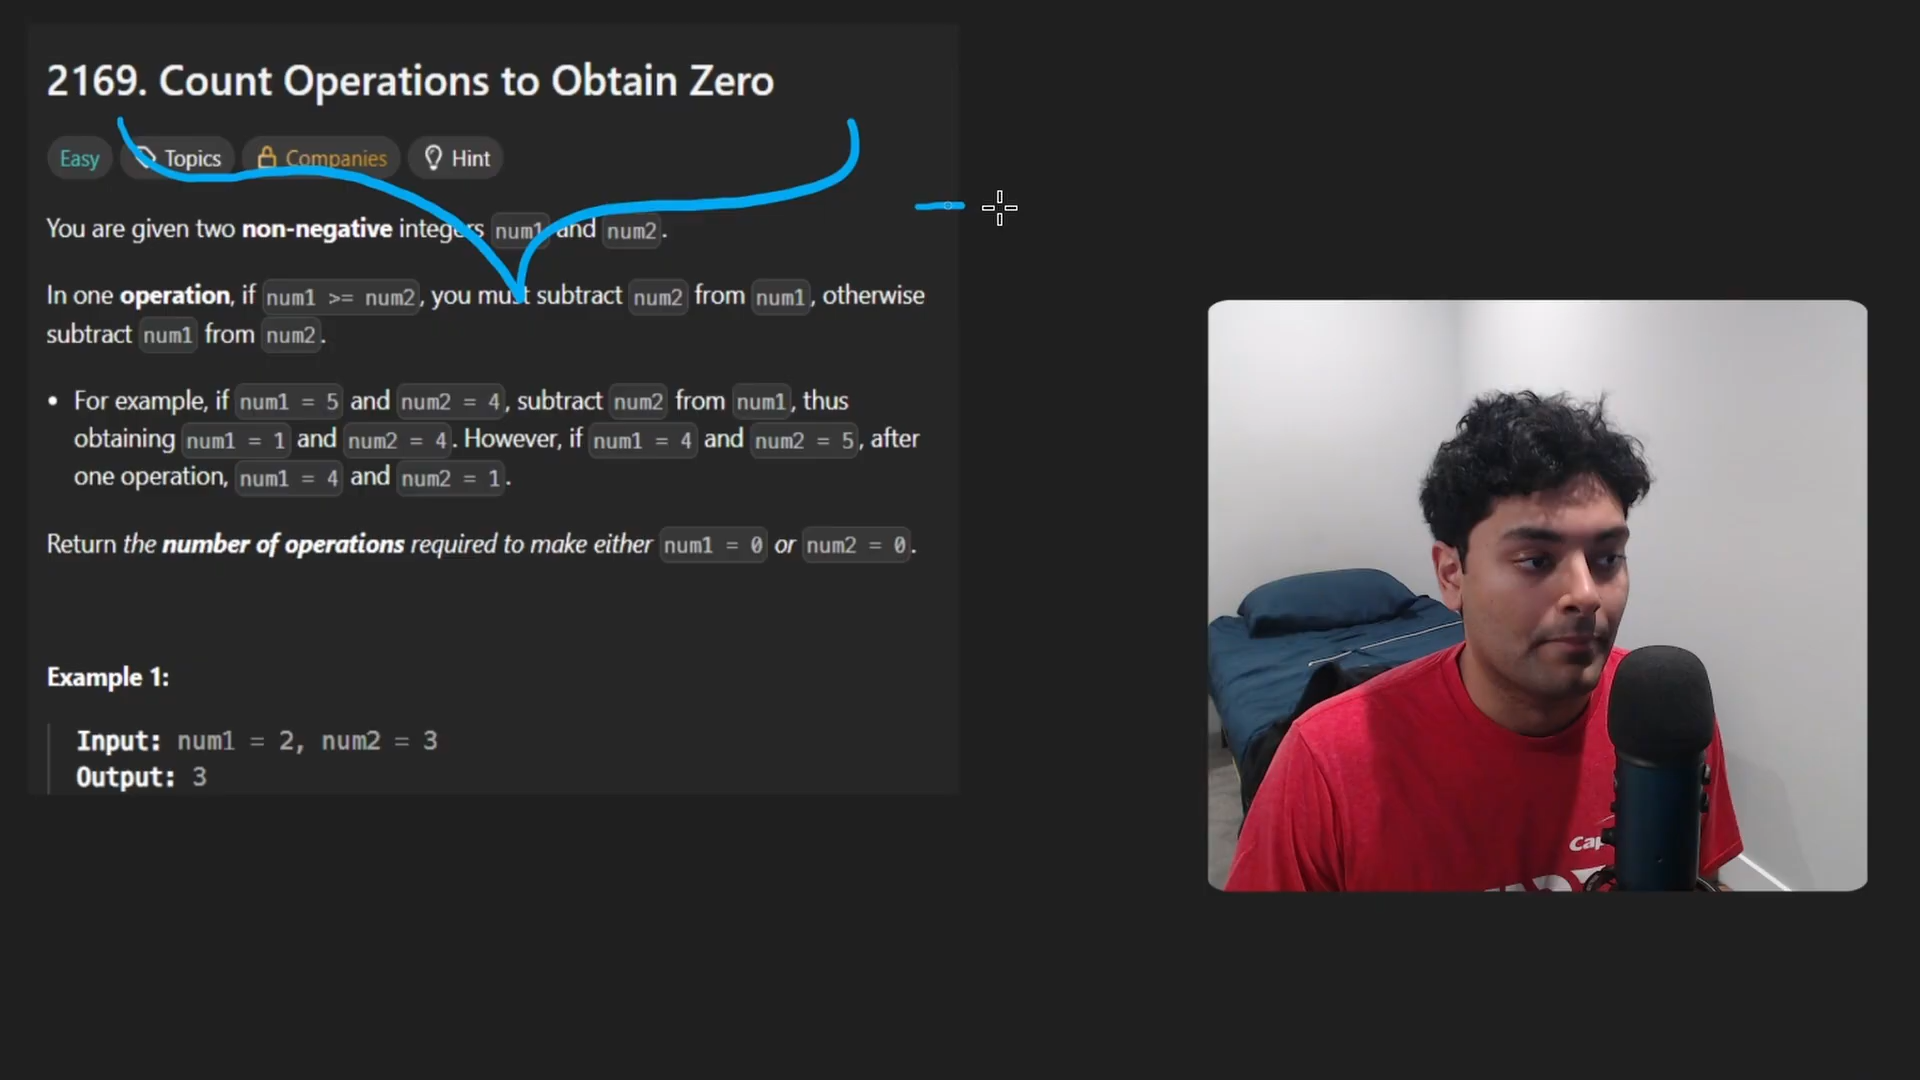 2169. Count Operations to Obtain Zero
Easy Topics Companies Hint
You are given two non-negative integers num1 and num2.
In one operation, if num1 >= num2, you must subtract num2 from num1, otherwise
subtract num1 from num2.
• For example, if num1 = 5 and num2 = 4, subtract num2 from num1, thus
obtaining num1 = 1 and num2 = 4. However, if num1 = 4 and num2 = 5, after
one operation, num1 = 4 and num2 = 1.
Return the number of operations required to make either num1 = 0 or num2 = 0.
Example 1:
Input: num1 = 2, num2 = 3
Output: 3